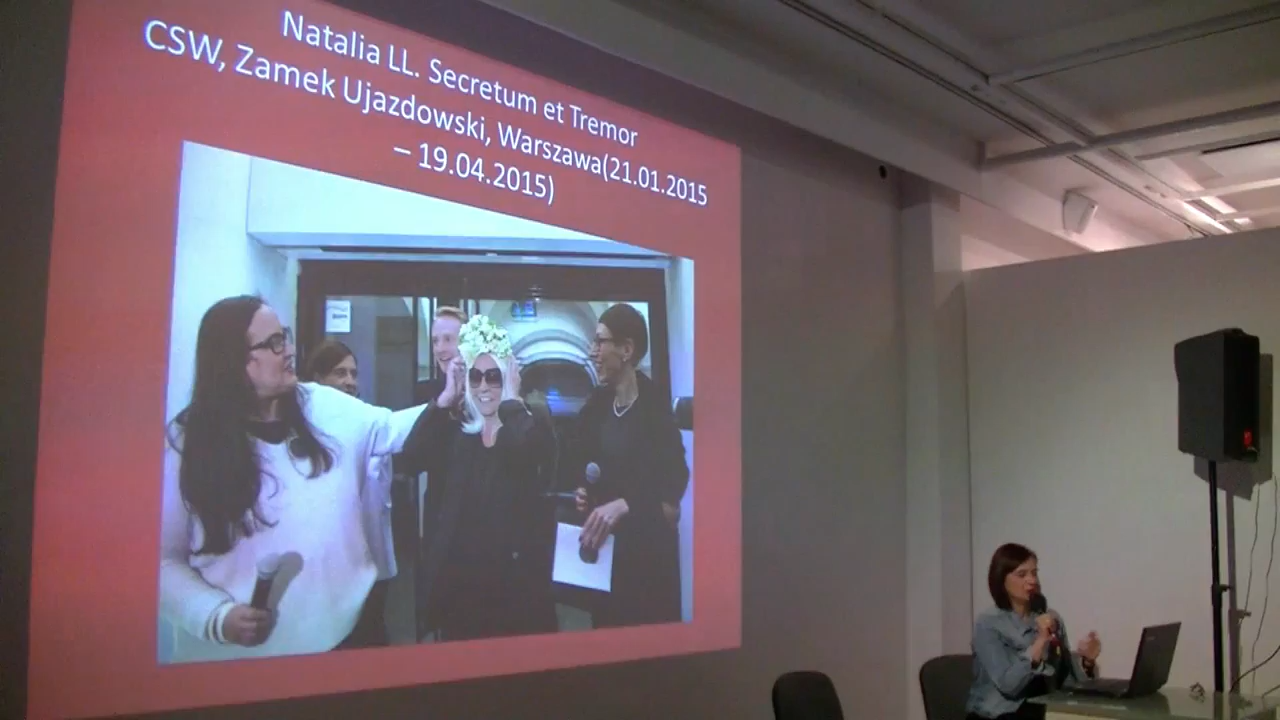 Natalia LL. Secretum et Tremor
CSW, Zamek Ujazdowski, Warszawa(21.01.2015
– 19.04.2015)